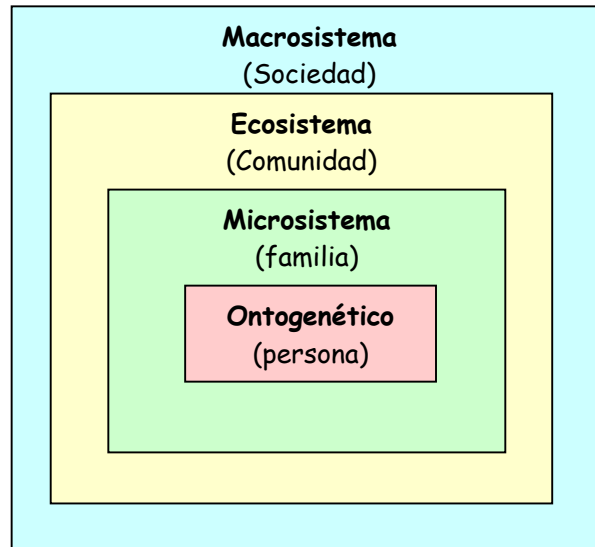 Macrosistema
(Sociedad)
Ecosistema
(Comunidad)
Microsistema
(familia)
Ontogenético
(persona)